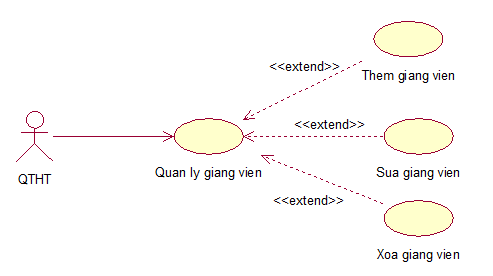 <<extend>>
Them giang vien
<<extend>>
QTHT
Quan ly giang vien
Sua giang vien
<<extend>>
Xoa giang vien